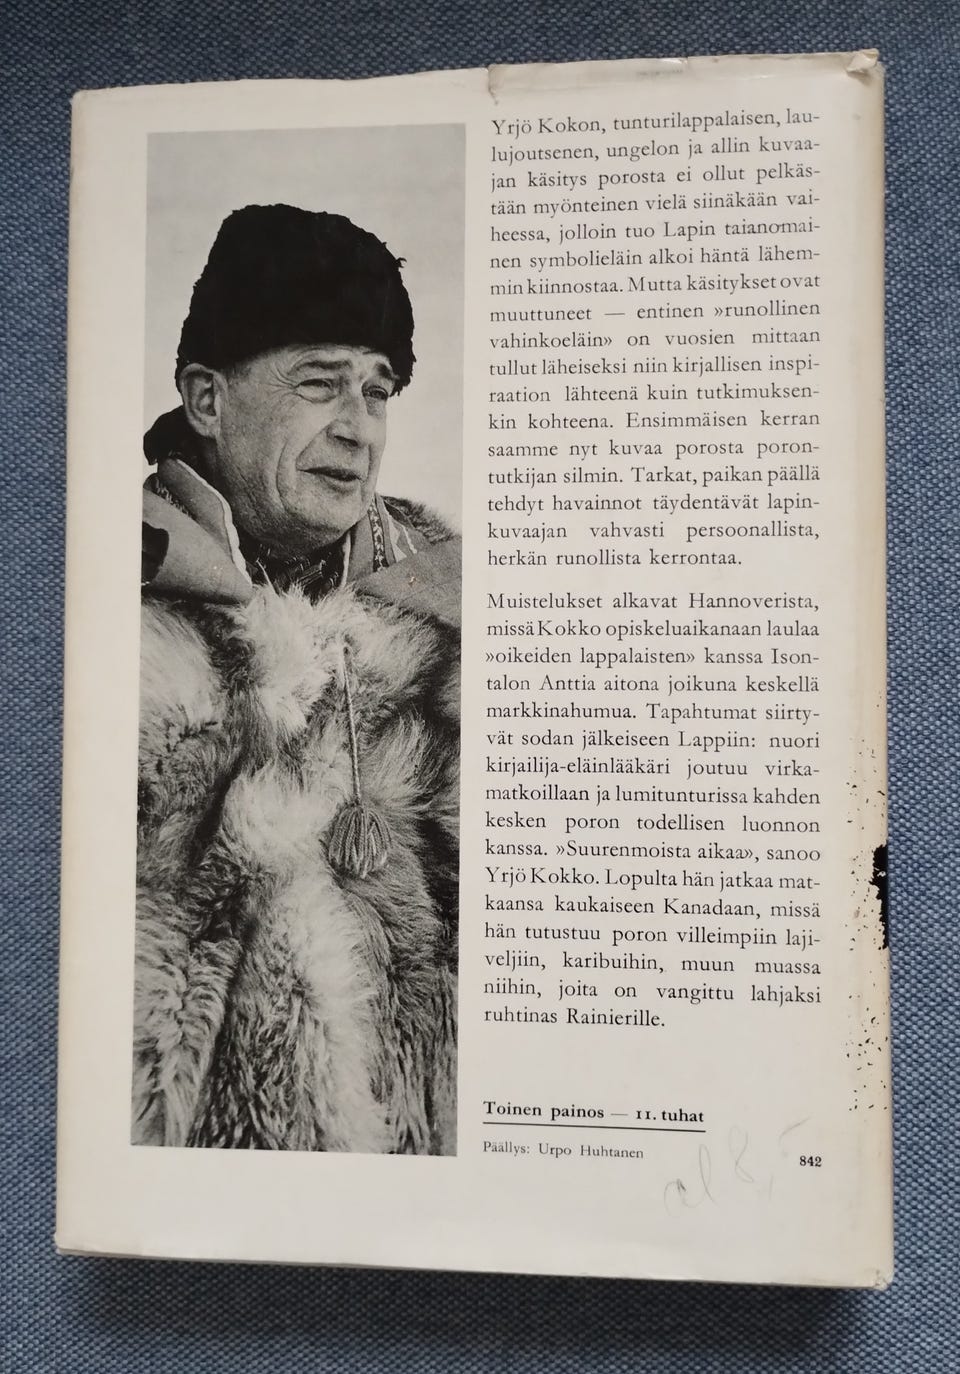 Yrjö Kokon, tunturilappalaisen, lau-
lujoutsenen, ungelon ja allin kuvaa-
jan käsitys porosta ei ollut pelkäs-
tään myönteinen vielä siinäkään vai-
heessa, jolloin tuo Lapin taianomai-
nen symbolieläin alkoi häntä lähem-
min kiinnostaa. Mutta käsitykset ovat
muuttuneet — entinen »runollinen
vahinkoeläin» on vuosien mittaan
tullut läheiseksi niin kirjallisen inspi-
raation lähteenä kuin tutkimuksen-
kin kohteena. Ensimmäisen kerran
saamme nyt kuvaa porosta poron-
tutkijan silmin. Tarkat, paikan päällä
tehdyt havainnot täydentävät lapin-
kuvaajan vahvasti persoonallista,
herkän runollista kerrontaa.
Muistelukset alkavat Hannoverista,
missä Kokko opiskeluaikanaan laulaa
»oikeiden lappalaisten» kanssa Ison-
talon Anttia aitona joikuna keskellä
markkinahumua. Tapahtumat siirty-
vät sodan jälkeiseen Lappiin: nuori
kirjailija-eläinlääkäri joutuu virka-
matkoillaan ja lumitunturissa kahden
kesken poron todellisen luonnon
kanssa. »Suurenmoista aikaa», sanoo
Yrjö Kokko. Lopulta hän jatkaa mat-
kaansa kaukaiseen Kanadaan, missä
hän tutustuu poron villeimpiin laji-
veljiin, karibuihin, muun muassa
niihin, joita on vangittu lahjaksi
ruhtinas Rainierille.
Toinen painos — 11. tuhat
Päällys: Urpo Huhtanen
842